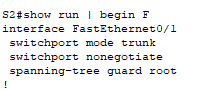 S2#show run | begin F
interface FastEthernet0/1
 switchport mode trunk
 switchport nonegotiate
 spanning-tree guard root
!